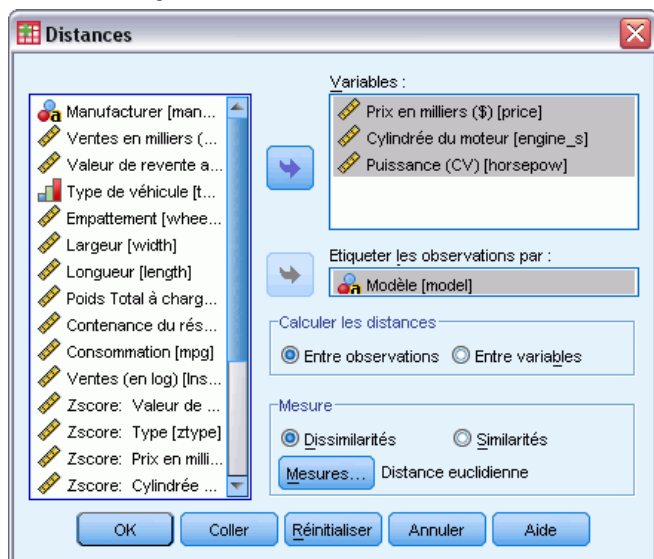 Distances
Manufacturer [man...
Ventes en milliers (...
Valeur de revente a...
Type de véhicule [t...
Empattement [whee...
Largeur [width]
Longueur [length]
Poids Total à charg...
Contenance du rés...
Consommation [mpg]
Ventes (en log) [lns...
Zscore: Valeur de ...
Zscore: Type [ztype]
Zscore: Prix en milli...
Zscore: Cylindrée ...
Variables :
Prix en milliers ($) [price]
Cylindrée du moteur [engine_s]
Puissance (CV) [horsepow]
Etiqueter les observations par :
Modèle [model]
Calculer les distances
Entre observations Entre variables
Mesure
Dissimilarités Similarités
Mesures... Distance euclidienne
OK Coller Réinitialiser Annuler Aide